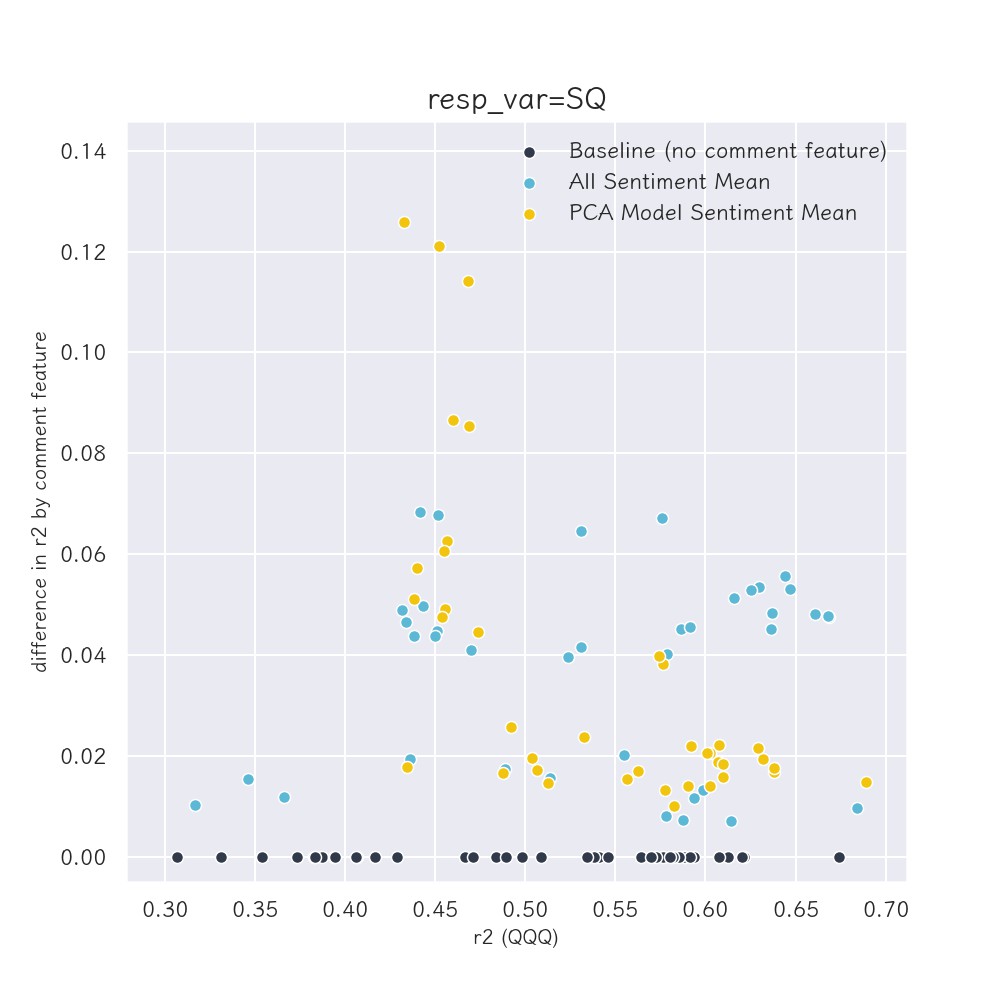 resp_var=SQ
Baseline (no comment feature)
All Sentiment Mean
PCA Model Sentiment Mean
difference in r2 by comment feature
0.14
0.12
0.10
0.08
0.06
0.04
0.02
0.00
0.30 0.35 0.40 0.45 0.50 0.55 0.60 0.65 0.70
r2 (QQQ)